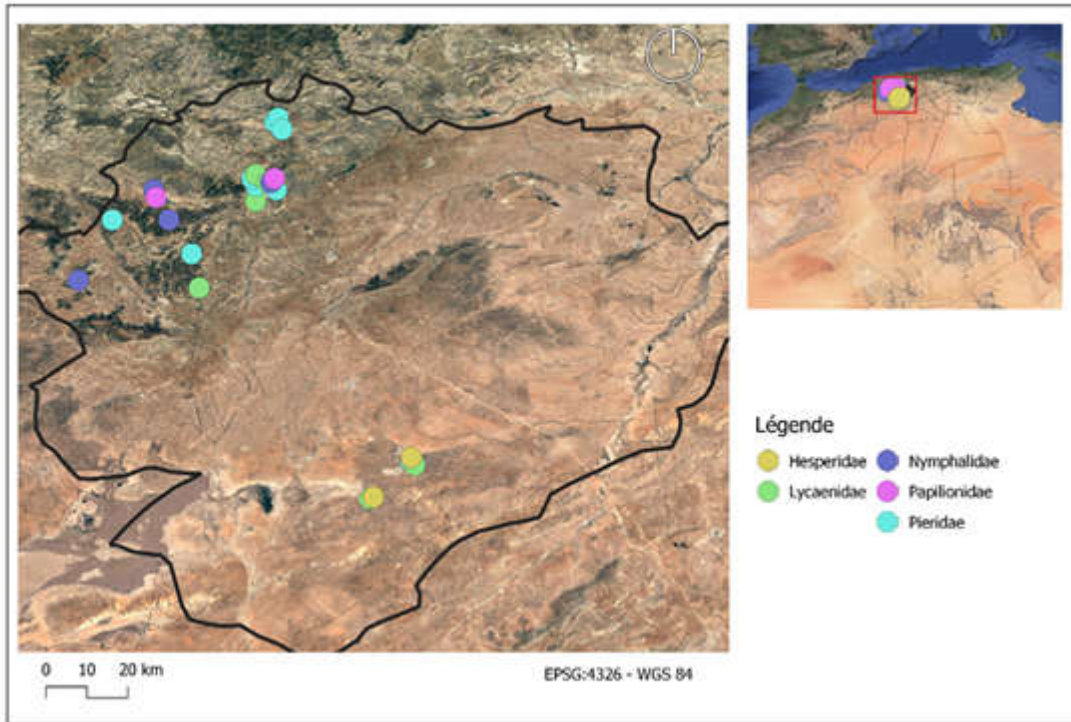 Légende
Hesperidae
Nymphalidae
Lycaenidae
Papilionidae
Pieridae
0 10 20 km
EPSG:4326 - WGS 84